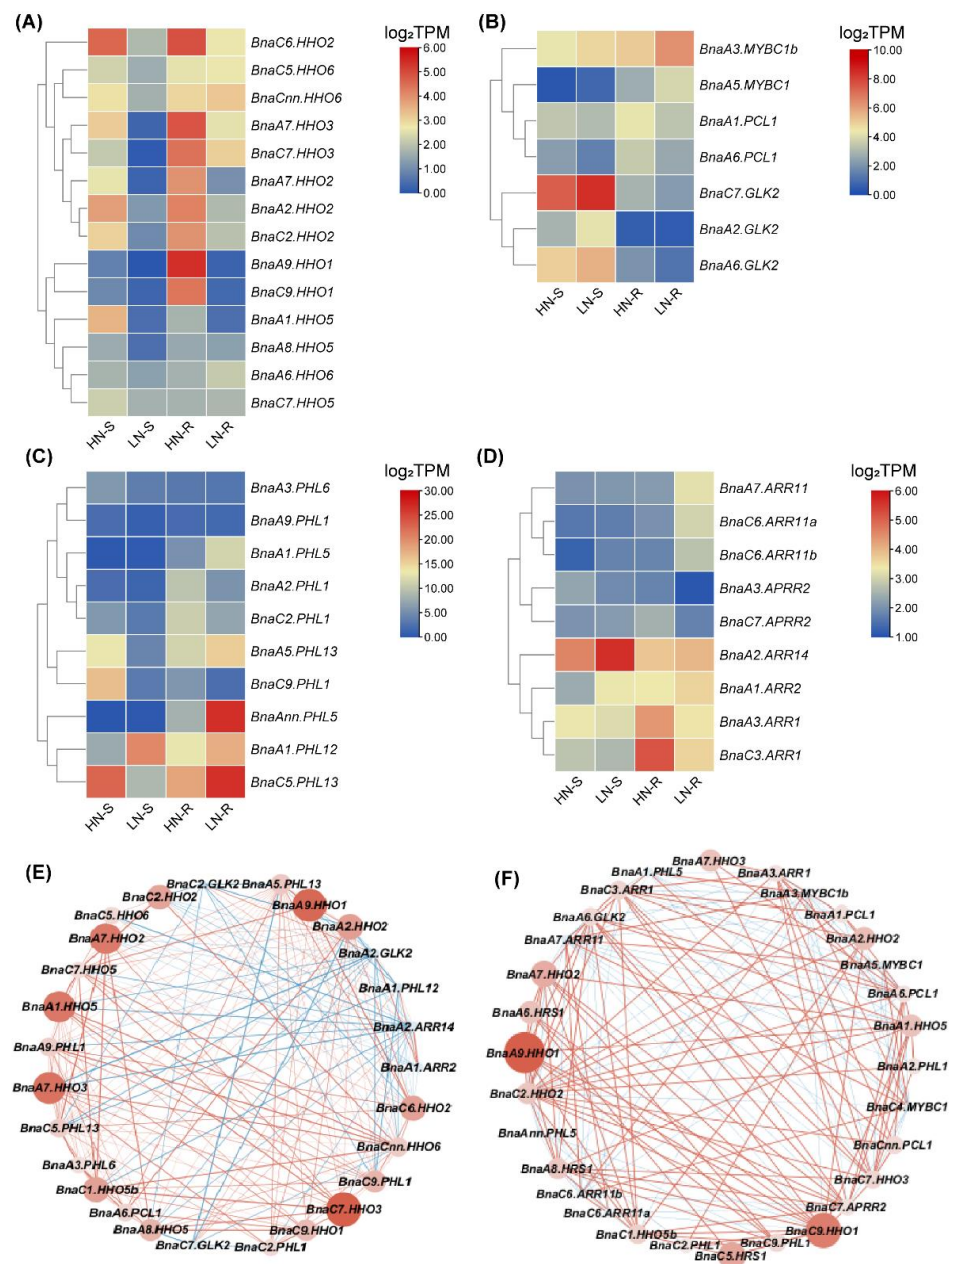 (A)
log₂TPM
6.00
5.00
4.00
3.00
2.00
1.00
0.00
BnaC6.HHO2
BnaC5.HHO6
BnaCnn.HHO6
BnaA7.HHO3
BnaC7.HHO3
BnaA7.HHO2
BnaA2.HHO2
BnaC2.HHO2
BnaA9.HHO1
BnaC9.HHO1
BnaA1.HHO5
BnaA8.HHO5
BnaA6.HHO6
BnaC7.HHO5
HN-S LN-S HN-R LN-R
(B)
log₂TPM
10.00
8.00
6.00
4.00
2.00
0.00
BnaA3.MYBC1b
BnaA5.MYBC1
BnaA1.PCL1
BnaA6.PCL1
BnaC7.GLK2
BnaA2.GLK2
BnaA6.GLK2
HN-S LN-S HN-R LN-R
(C)
log₂TPM
30.00
25.00
20.00
15.00
10.00
5.00
0.00
BnaA3.PHL6
BnaA9.PHL1
BnaA1.PHL5
BnaA2.PHL1
BnaC2.PHL1
BnaA5.PHL13
BnaC9.PHL1
BnaAnn.PHL5
BnaA1.PHL12
BnaC5.PHL13
HN-S LN-S HN-R LN-R
(D)
log₂TPM
6.00
5.00
4.00
3.00
2.00
1.00
BnaA7.ARR11
BnaC6.ARR11a
BnaC6.ARR11b
BnaA3.APRR2
BnaC7.APRR2
BnaA2.ARR14
BnaA1.ARR2
BnaA3.ARR1
BnaC3.ARR1
HN-S LN-S HN-R LN-R
(E)
BnaC2.GLK2
BnaA5.PHL13
BnaC2.HHO2
BnaA9.HHO1
BnaC5.HHO6
BnaA2.HHO2
BnaA7.HHO2
BnaA2.GLK2
BnaC7.HHO5
BnaA1.PHL12
BnaA1.HHO5
BnaA2.ARR14
BnaA9.PHL1
BnaA1.ARR2
BnaA7.HHO3
BnaC6.HHO2
BnaC5.PHL13
BnaCnn.HHO6
BnaA3.PHL6
BnaC9.PHL1
BnaC1.HHO5b
BnaA6.PCL1
BnaC7.HHO3
BnaA8.HHO5
BnaC9.HHO1
BnaC7.GLK2
BnaC2.PHL1
(F)
BnaA7.HHO3
BnaA1.PHL5
BnaA3.ARR1
BnaC3.ARR1
BnaA3.MYBC1b
BnaA6.GLK2
BnaA1.PCL1
BnaA7.ARR11
BnaA2.HHO2
BnaA7.HHO2
BnaA5.MYBC1
BnaA6.PCL1
BnaA6.HRS1
BnaA1.HHO5
BnaA9.HHO1
BnaA2.PHL1
BnaC2.HHO2
BnaC4.MYBC1
BnaAnn.PHL5
BnaCnn.PCL1
BnaA8.HRS1
BnaC7.HHO3
BnaC6.ARR11b
BnaC7.APRR2
BnaC6.ARR11a
BnaC9.HHO1
BnaC1.HHO5b
BnaC9.PHL1
BnaC2.PHL1
BnaC5.HRS1